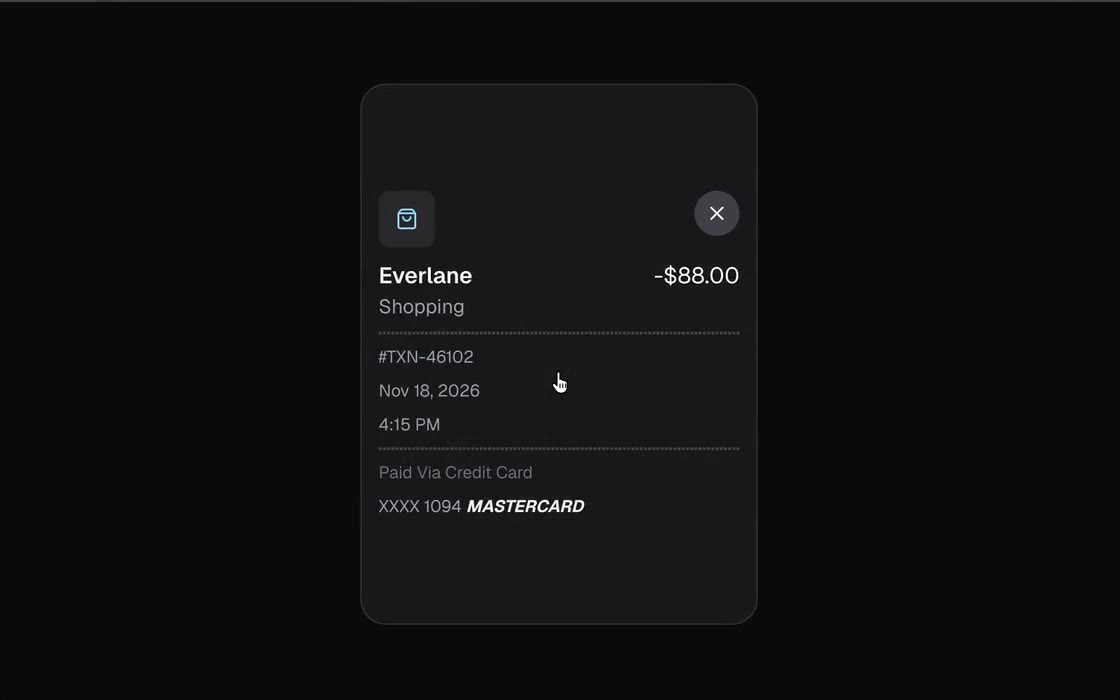 Everlane
-$88.00
Shopping
#TXN-46102
Nov 18, 2026
4:15 PM
Paid Via Credit Card
XXXX 1094 MASTERCARD